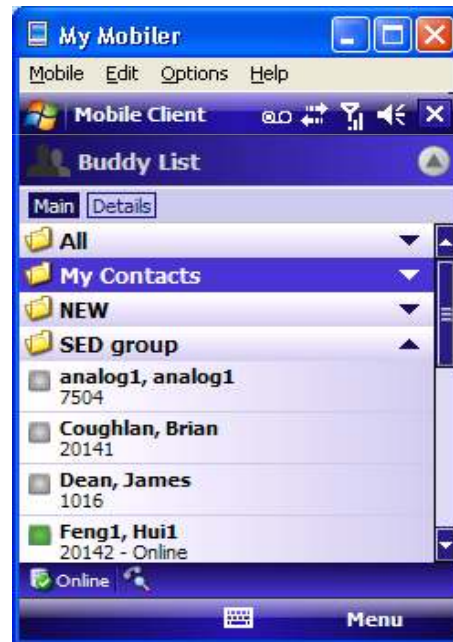 My Mobiler
Mobile Edit Options Help
Mobile Client
Buddy List
Main Details
All
My Contacts
NEW
SED group
analog1, analog1
7504
Coughlan, Brian
20141
Dean, James
1016
Feng1, Hui1
20142 - Online
Online
Menu